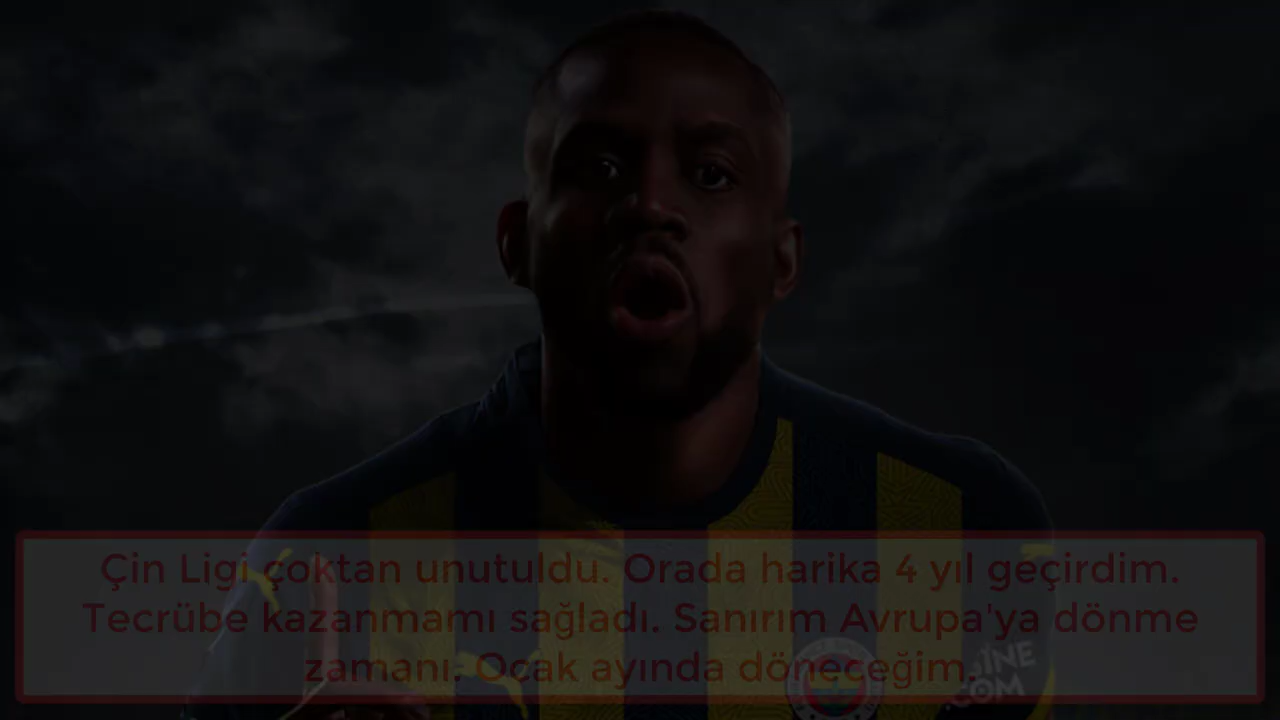 Çin Ligi çoktan unutuldu. Orada harika 4 yıl geçirdim.
Tecrübe kazanmamı sağladı. Sanırım Avrupa'ya dönme
zamanı. Ocak ayında döneceğim.
COM